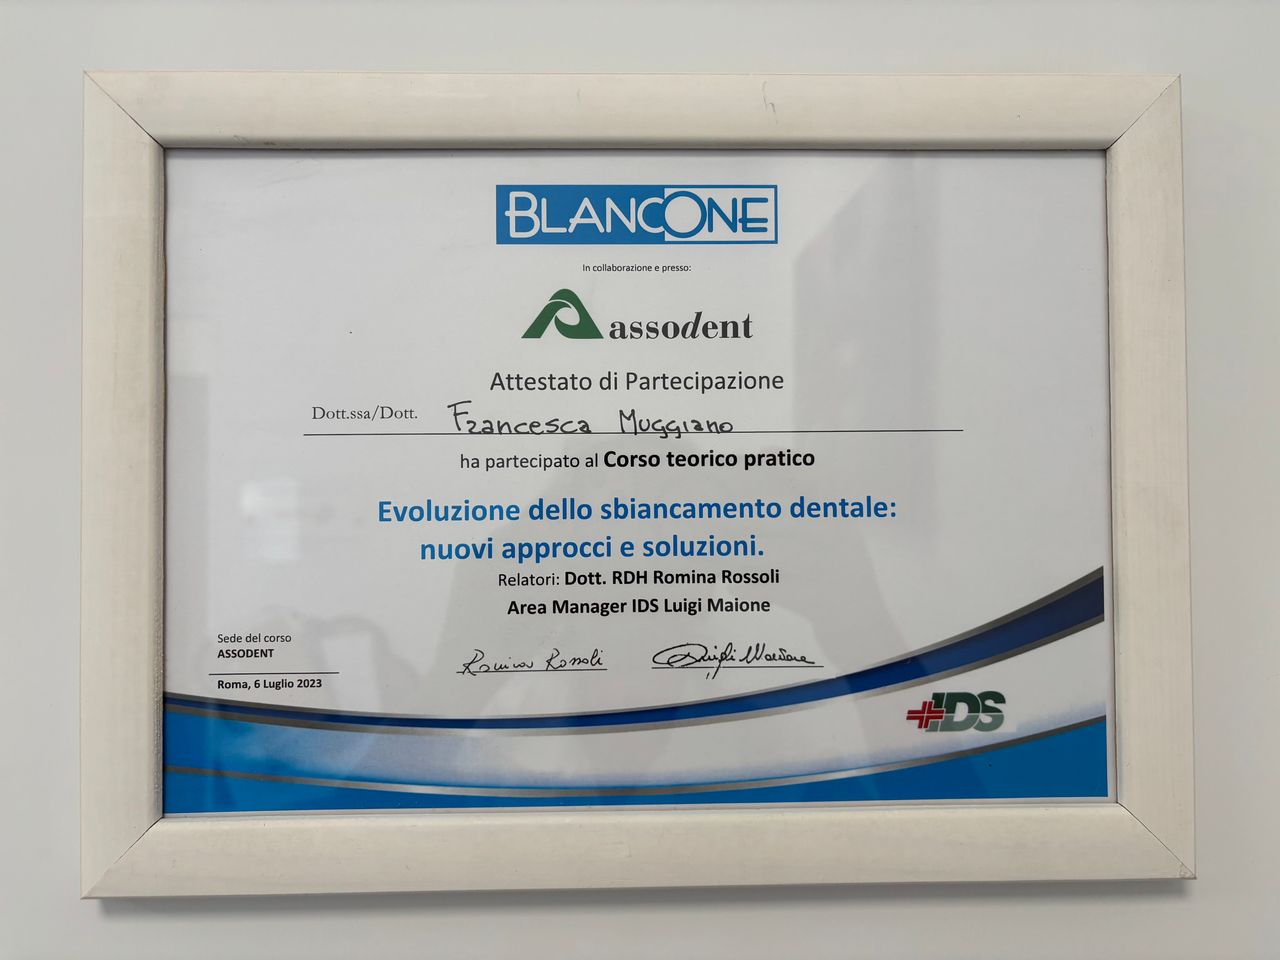 BLANCONE
In collaborazione e presso:
assodent
Attestato di Partecipazione
Dott.ssa/Dott. Francesca Muggiano
ha partecipato al Corso teorico pratico
Evoluzione dello sbiancamento dentale:
nuovi approcci e soluzioni.
Relatori: Dott. RDH Romina Rossoli
Area Manager IDS Luigi Maione
Sede del corso
ASSODENT
Roma, 6 Luglio 2023
Romina Rossoli
Luigi Maione
IDS